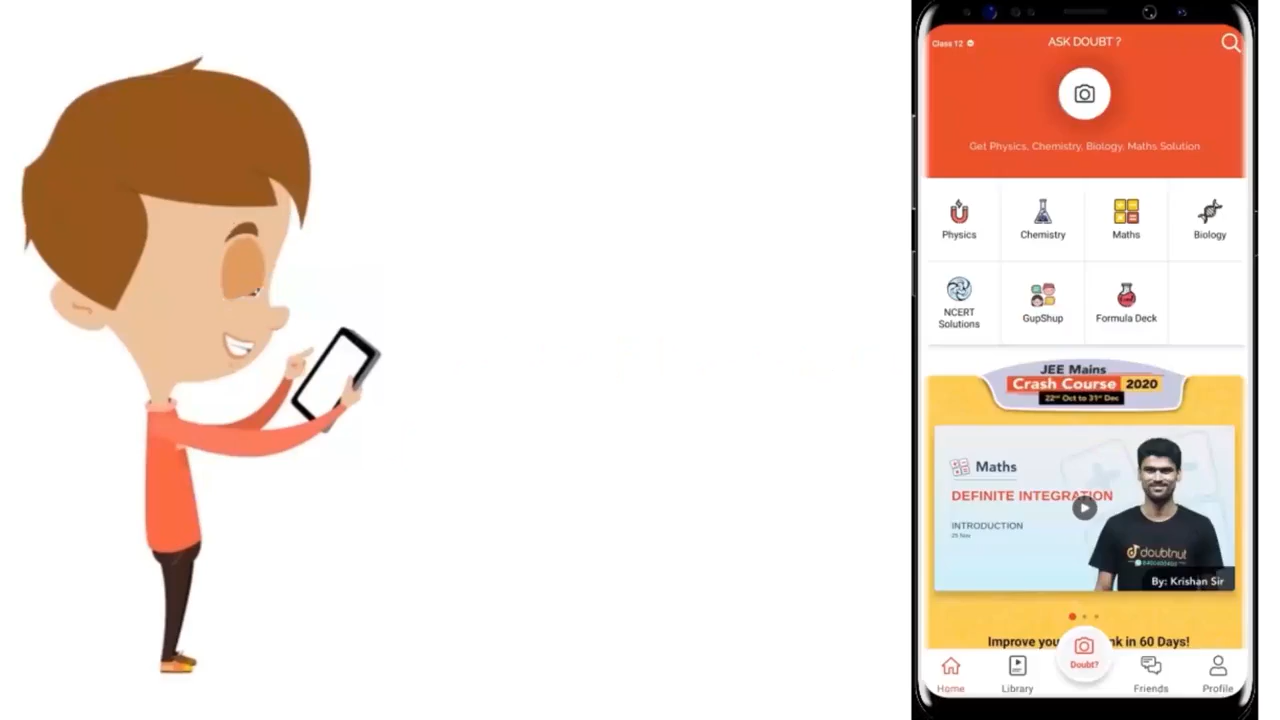 Class 12
ASK DOUBT ?
Get Physics, Chemistry, Biology, Maths Solution
Physics
Chemistry
Maths
Biology
NCERT
Solutions
GupShup
Formula Deck
JEE Mains
Crash Course 2020
22nd Oct to 31st Dec
Maths
DEFINITE INTEGRATION
INTRODUCTION
doubtnut
By: Krishan Sir
Improve you nk in 60 Days!
Doubt?
Home
Library
Friends
Profile